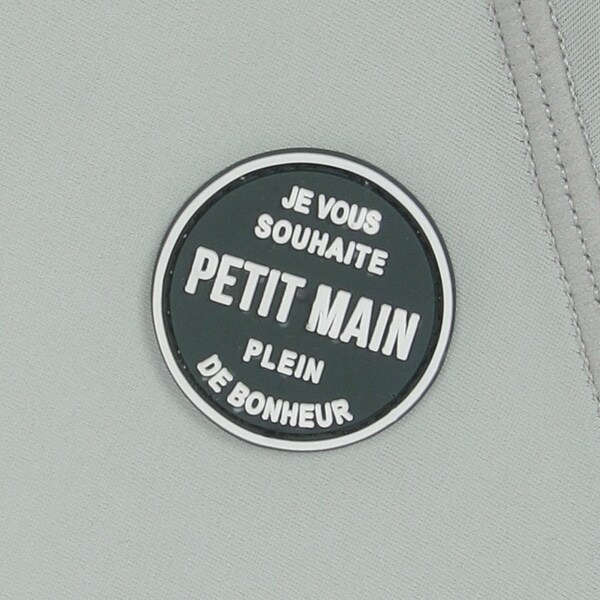 JE VOUS
SOUHAITE
PETIT MAIN
PLEIN
DE BONHEUR